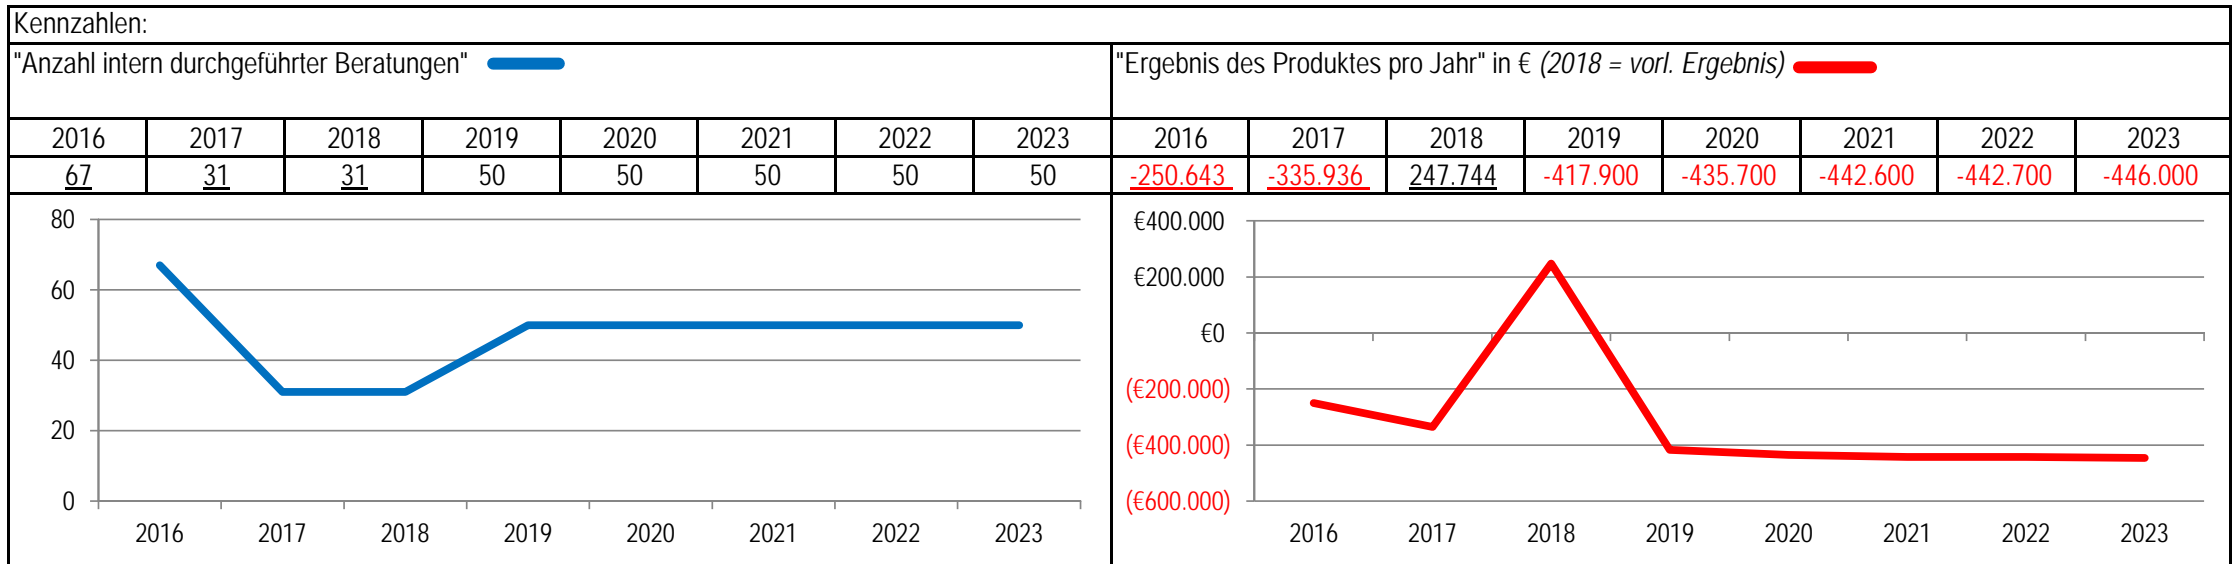 Kennzahlen:
"Anzahl intern durchgeführter Beratungen"
"Ergebnis des Produktes pro Jahr" in € (2018 = vorl. Ergebnis)
2016 2017 2018 2019 2020 2021 2022 2023 2016 2017 2018 2019 2020 2021 2022 2023
67 31 31 50 50 50 50 50 -250.643 -335.936 247.744 -417.900 -435.700 -442.600 -442.700 -446.000
80
60
40
20
0
2016 2017 2018 2019 2020 2021 2022 2023
€400.000
€200.000
€0
(€200.000)
(€400.000)
(€600.000)
2016 2017 2018 2019 2020 2021 2022 2023